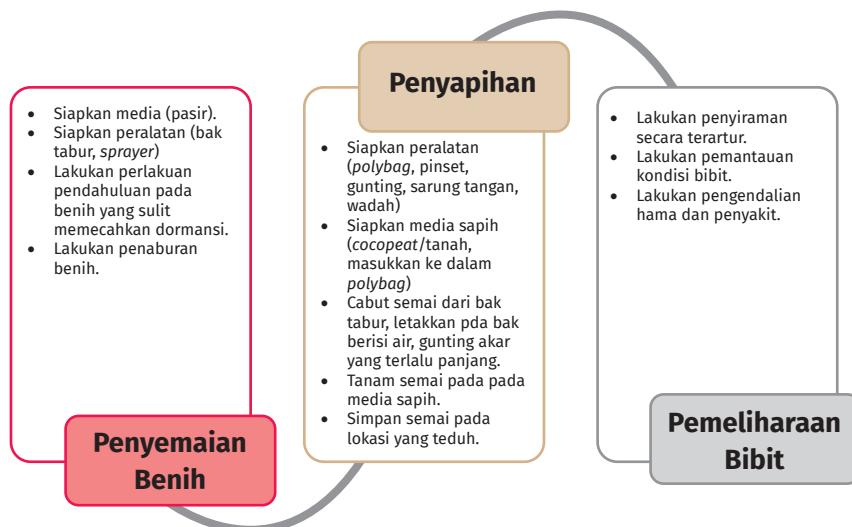 • Siapkan media (pasir).
• Siapkan peralatan (bak
tabur, sprayer)
• Lakukan perlakuan
pendahuluan pada
benih yang sulit
memecahkan dormansi.
• Lakukan penaburan
benih.
Penyemaian
Benih
Penyapihan
• Siapkan peralatan
(polybag, pinset,
gunting, sarung tangan,
wadah)
• Siapkan media sapih
(cocopeat/tanah,
masukkan ke dalam
polybag)
• Cabut semai dari bak
tabur, letakkan pda bak
berisi air, gunting akar
yang terlalu panjang.
• Tanam semai pada pada
media sapih.
• Simpan semai pada
lokasi yang teduh.
• Lakukan penyiraman
secara terartur.
• Lakukan pemantauan
kondisi bibit.
• Lakukan pengendalian
hama dan penyakit.
Pemeliharaan
Bibit